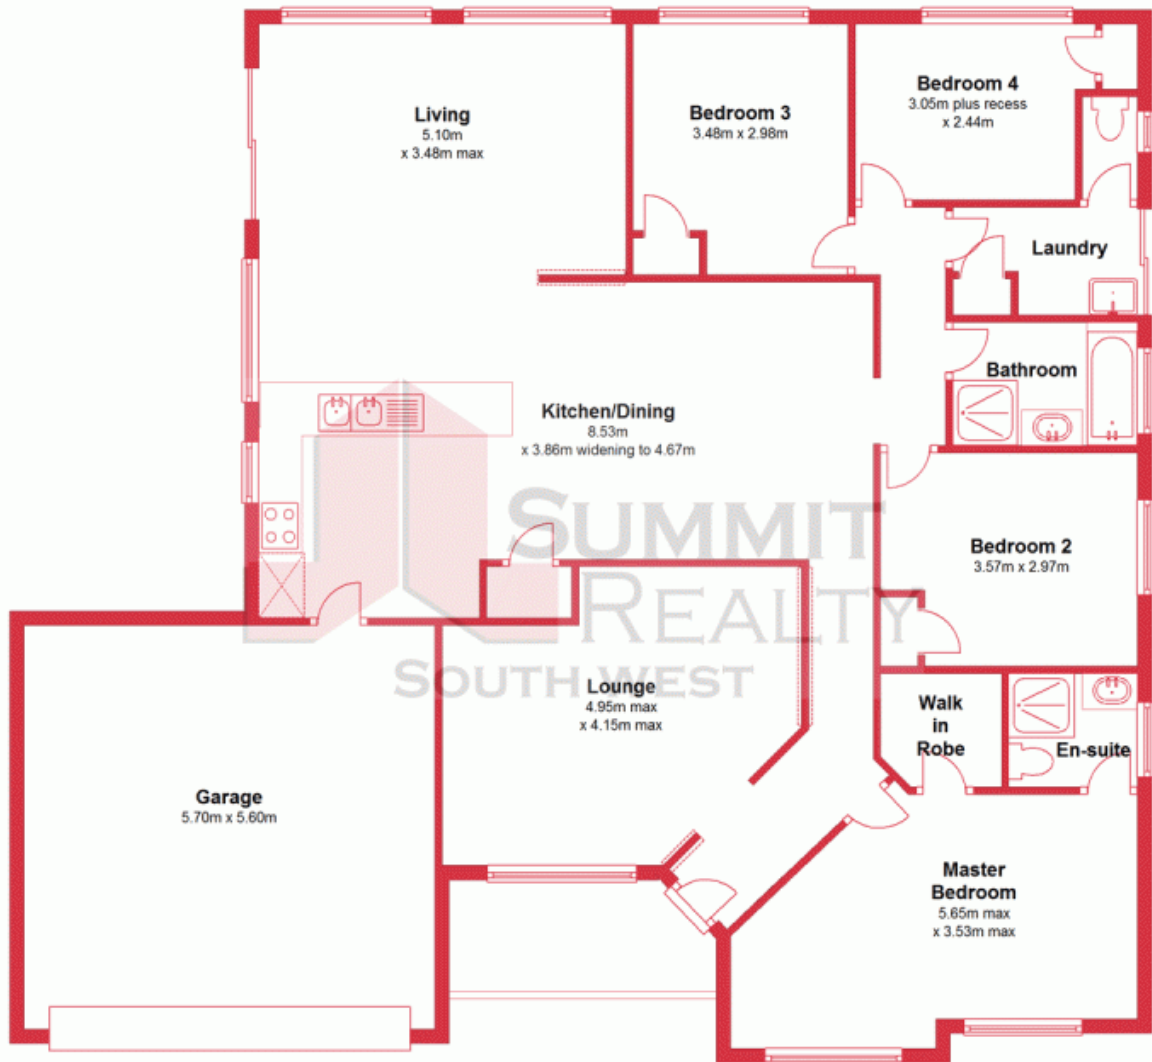 Living
5.10m
x 3.48m max
Bedroom 3
3.48m x 2.98m
Bedroom 4
3.05m plus recess
x 2.44m
Laundry
Bathroom
Kitchen/Dining
8.53m
x 3.86m widening to 4.67m
SUMMIT
REALTY
SOUTH WEST
Bedroom 2
3.57m x 2.97m
Lounge
4.95m max
x 4.15m max
Walk
in
Robe
En-suite
Garage
5.70m x 5.60m
Master
Bedroom
5.65m max
x 3.53m max